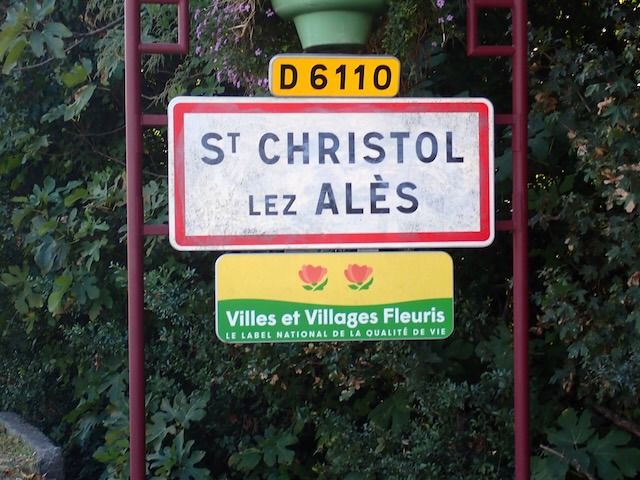 D 6110
ST CHRISTOL
LEZ ALÈS
Villes et Villages Fleuris
LE LABEL NATIONAL DE LA QUALITÉ DE VIE